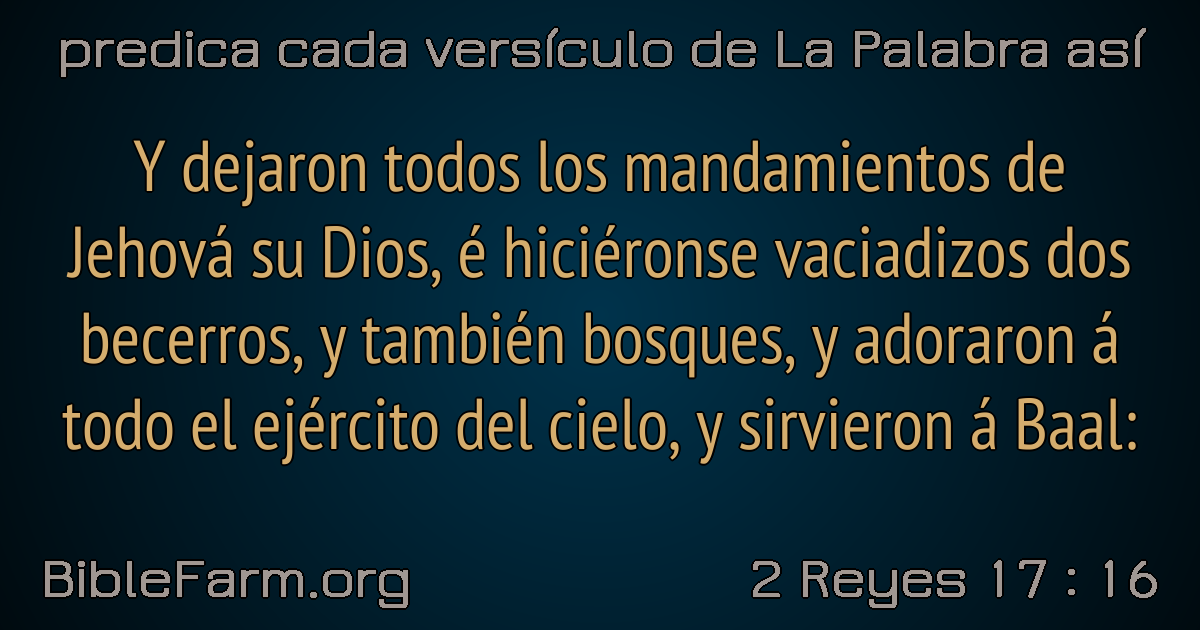 predica cada versículo de La Palabra así
Y dejaron todos los mandamientos de
Jehová su Dios, é hiciéronse vaciadizos dos
becerros, y también bosques, y adoraron á
todo el ejército del cielo, y sirvieron á Baal:
BibleFarm.org
2 Reyes 17 : 16